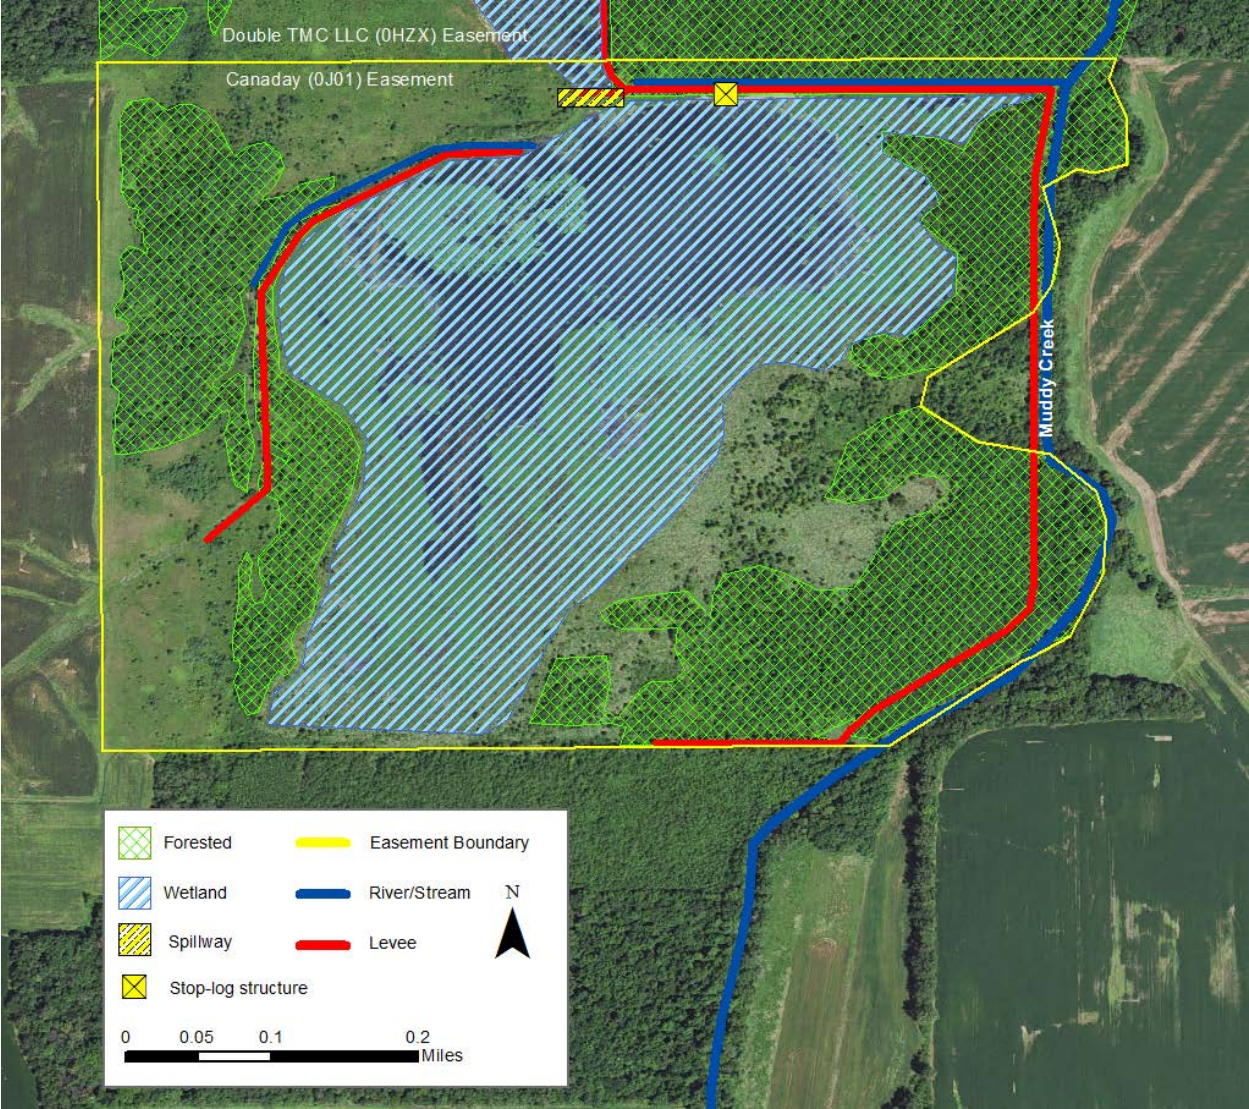 Double TMC LLC (0HZX) Easement
Canaday (0J01) Easement
Muddy Creek
Forested
Easement Boundary
Wetland
River/Stream
N
Spillway
Levee
Stop-log structure
0 0.05 0.1 0.2
Miles